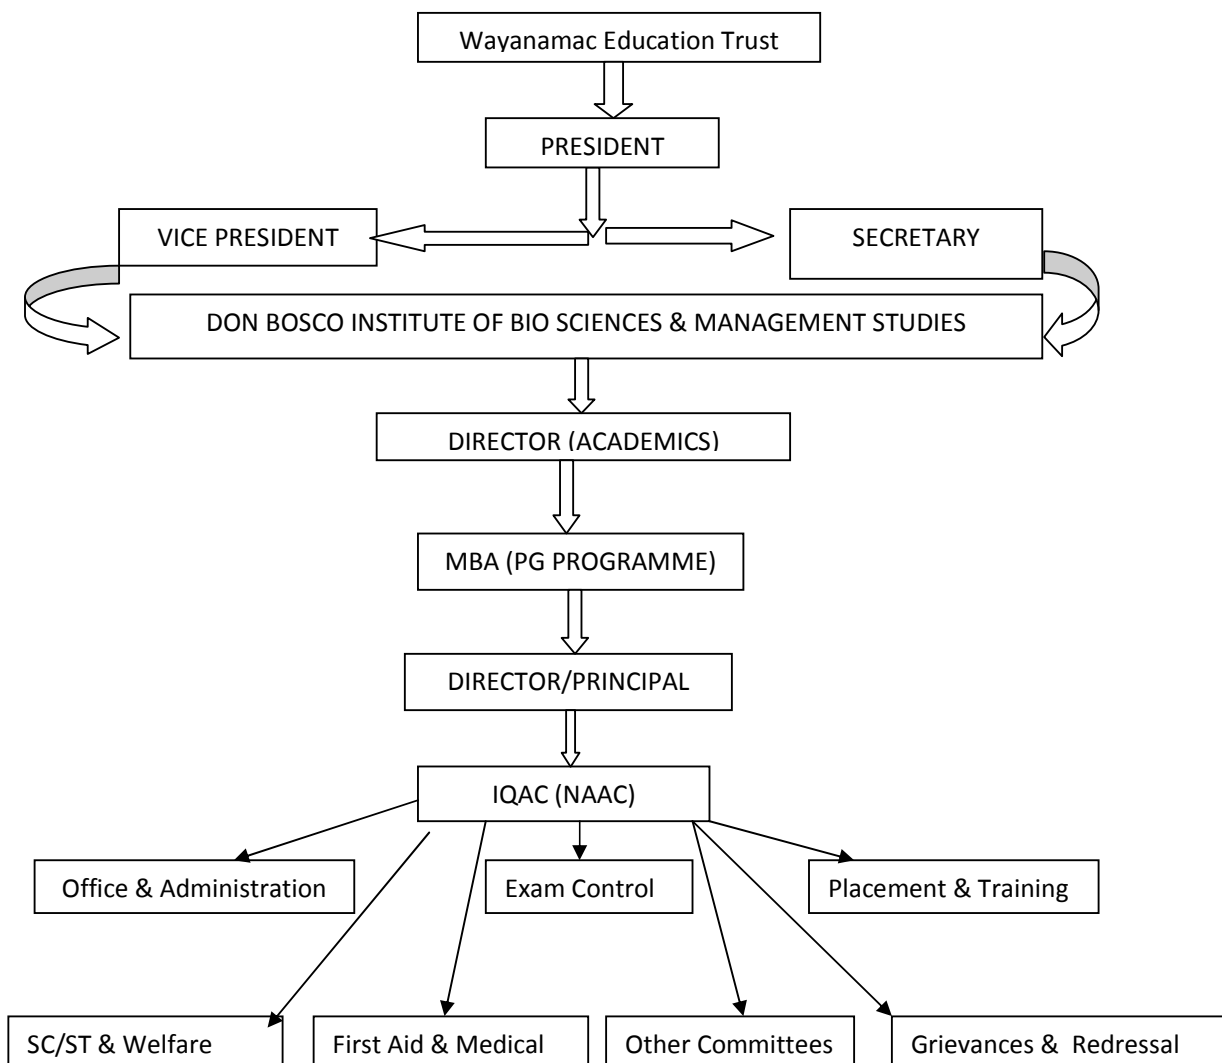 Wayanamac Education Trust
PRESIDENT
VICE PRESIDENT
SECRETARY
DON BOSCO INSTITUTE OF BIO SCIENCES & MANAGEMENT STUDIES
DIRECTOR (ACADEMICS)
MBA (PG PROGRAMME)
DIRECTOR/PRINCIPAL
IQAC (NAAC)
Office & Administration
Exam Control
Placement & Training
SC/ST & Welfare
First Aid & Medical
Other Committees
Grievances & Redressal